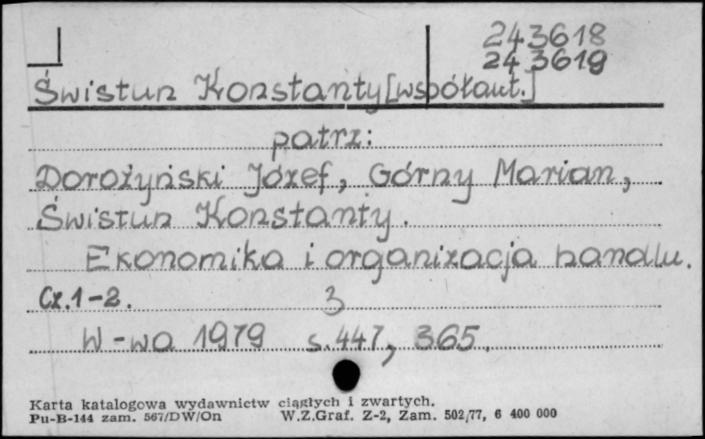 243618
243619
Świstun Konstanty [współaut.]
patrz:
Dorożyński Józef, Górny Marian,
Świstun Konstanty.
Ekonomika i organizacja handlu.
Cz.1-2. 3
W-wa 1979 s.447, 365.
Karta katalogowa wydawnictw ciągłych i zwartych.
Pu-B-144 zam. 567/DW/On W.Z.Graf. Z-2, Zam. 502/77, 6 400 000